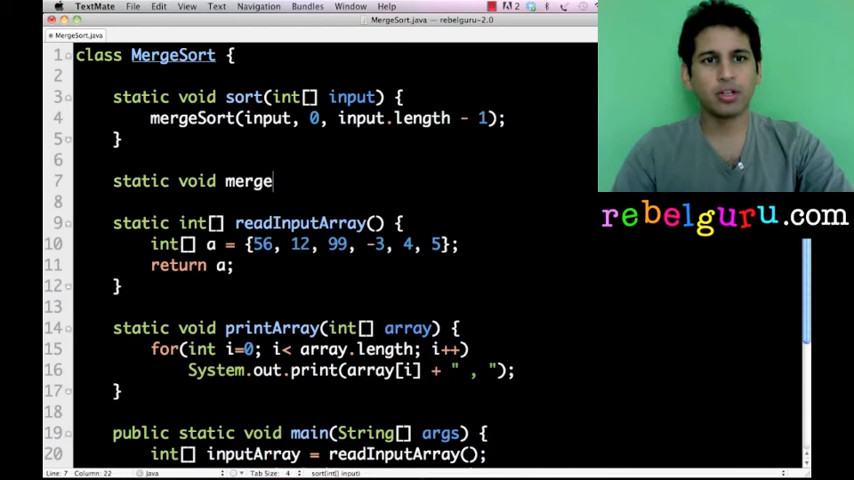 TextMate File Edit View Text Navigation Bundles Window Help
MergeSort.java — rebelguru-2.0
MergeSort.java
1 class MergeSort {
2
3 static void sort(int[] input) {
4 mergeSort(input, 0, input.length - 1);
5 }
6
7 static void merge
8
9 static int[] readInputArray() {
10 int[] a = {56, 12, 99, -3, 4, 5};
11 return a;
12 }
13
14 static void printArray(int[] array) {
15 for(int i=0; i< array.length; i++)
16 System.out.print(array[i] + " , ");
17 }
18
19 public static void main(String[] args) {
20 int[] inputArray = readInputArray();
Line: 7 Column: 22 Java Tab Size: 4 sort(int[] input)
rebelguru.com